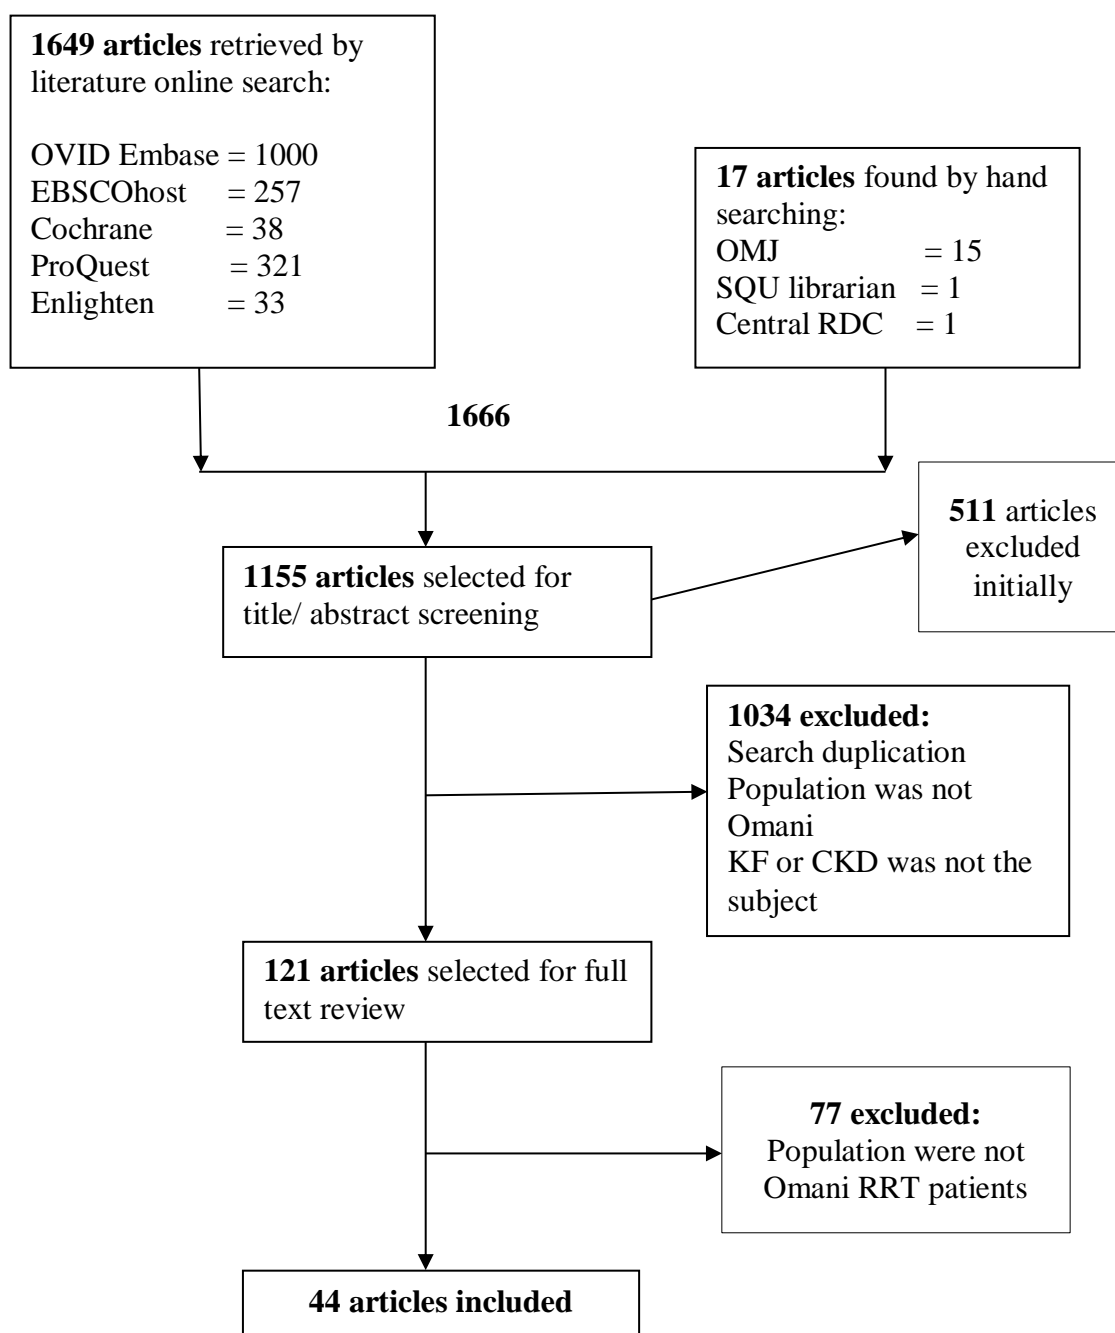 1649 articles retrieved by
literature online search:
OVID Embase = 1000
EBSCOhost = 257
Cochrane = 38
ProQuest = 321
Enlighten = 33
17 articles found by hand
searching:
OMJ = 15
SQU librarian = 1
Central RDC = 1
1666
1155 articles selected for
title/ abstract screening
511 articles
excluded
initially
1034 excluded:
Search duplication
Population was not
Omani
KF or CKD was not the
subject
121 articles selected for full
text review
77 excluded:
Population were not
Omani RRT patients
44 articles included